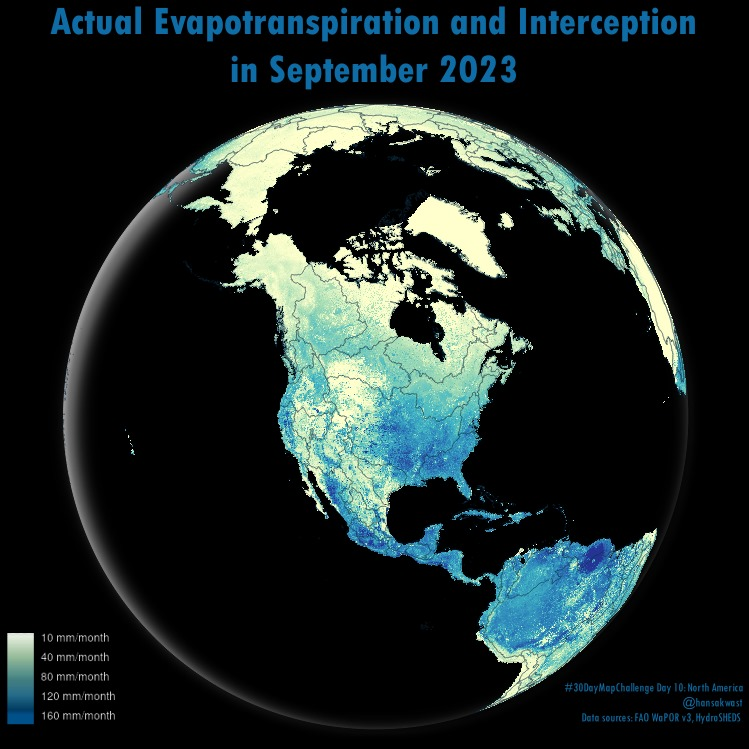 Actual Evapotranspiration and Interception
in September 2023
10 mm/month
40 mm/month
80 mm/month
120 mm/month
160 mm/month
#30DayMapChallenge Day 10: North America
@hansakwast
Data sources: FAO WaPOR v3, HydroSHEDS